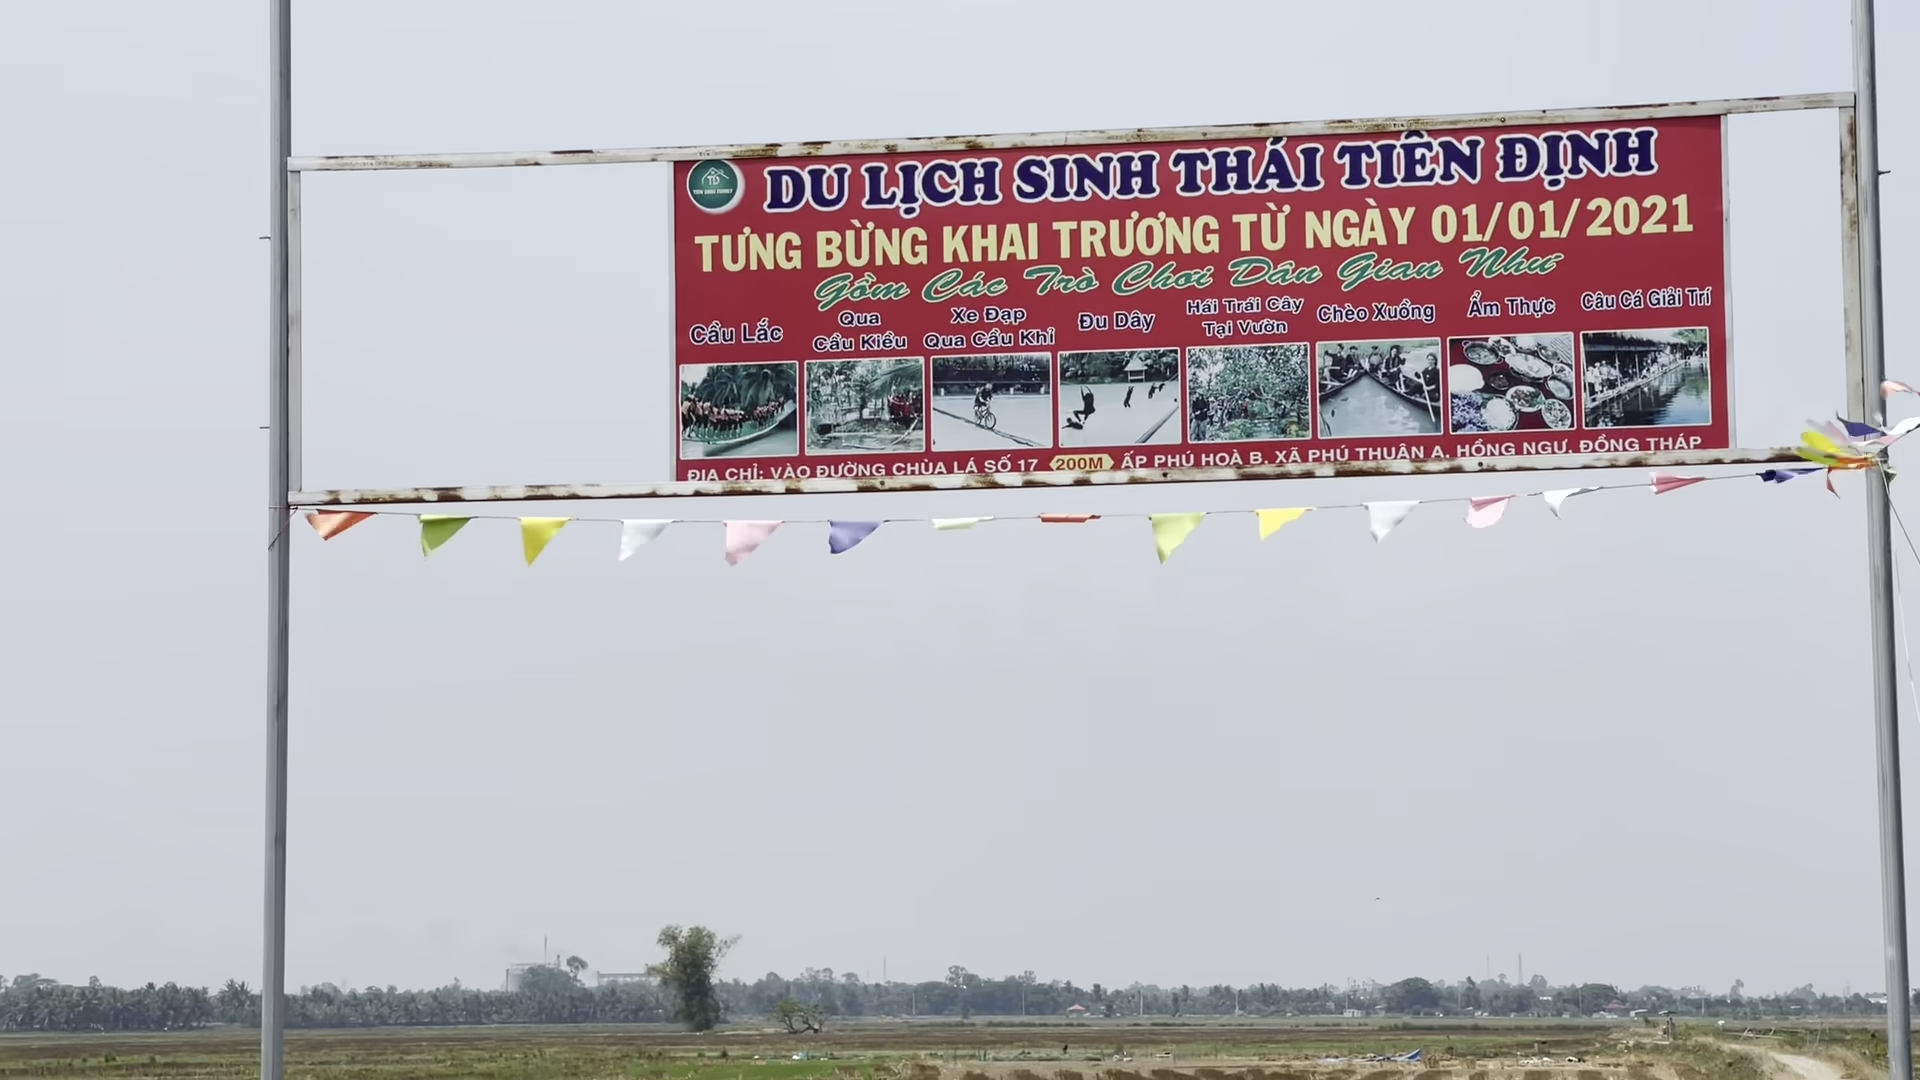 DU LỊCH SINH THÁI TIÊN ĐỊNH
TƯNG BỪNG KHAI TRƯƠNG TỪ NGÀY 01/01/2021
Gồm Các Trò Chơi Dân Gian Như
Cầu Lắc
Qua
Cầu Kiều
Xe Đạp
Qua Cầu Khỉ
Đu Dây
Hái Trái Cây
Tại Vườn
Chèo Xuồng
Ẩm Thực
Câu Cá Giải Trí
ĐỊA CHỈ: VÀO ĐƯỜNG CHÙA LÁ SỐ 17 200M ẤP PHÚ HOÀ B, XÃ PHÚ THUẬN A, HỒNG NGỰ, ĐỒNG THÁP